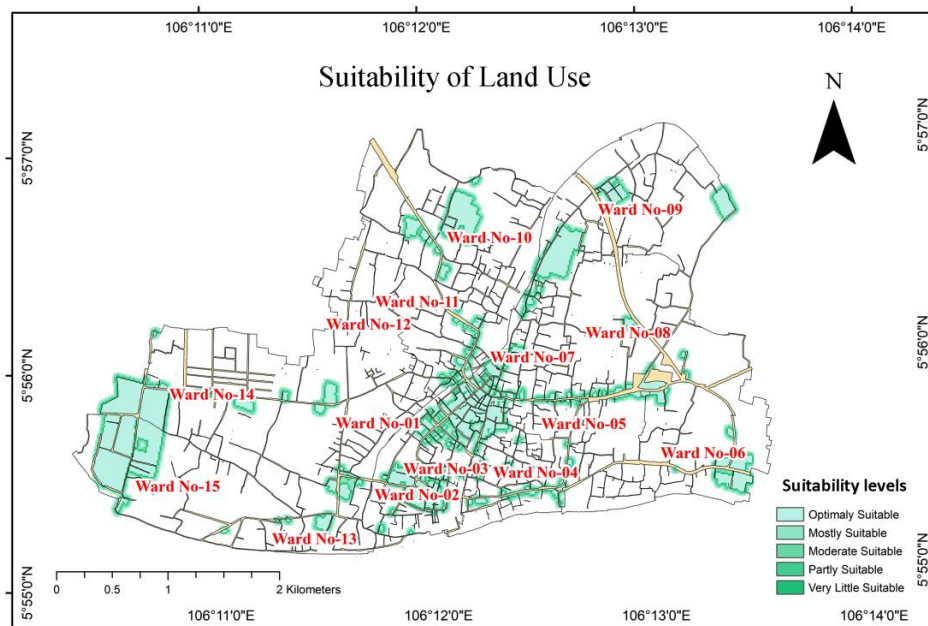 106°11'0"E 106°12'0"E 106°13'0"E 106°14'0"E
Suitability of Land Use
N
5°57'0"N
5°57'0"N
Ward No-09
Ward No-10
Ward No-11
Ward No-12
Ward No-08
Ward No-07
5°56'0"N
5°56'0"N
Ward No-14
Ward No-01
Ward No-05
Ward No-06
Ward No-03
Ward No-04
Ward No-15
Ward No-02
Ward No-13
Suitability levels
Optimaly Suitable
Mostly Suitable
Moderate Suitable
Partly Suitable
Very Little Suitable
0 0.5 1 2 Kilometers
5°55'0"N
5°55'0"N
106°11'0"E 106°12'0"E 106°13'0"E 106°14'0"E